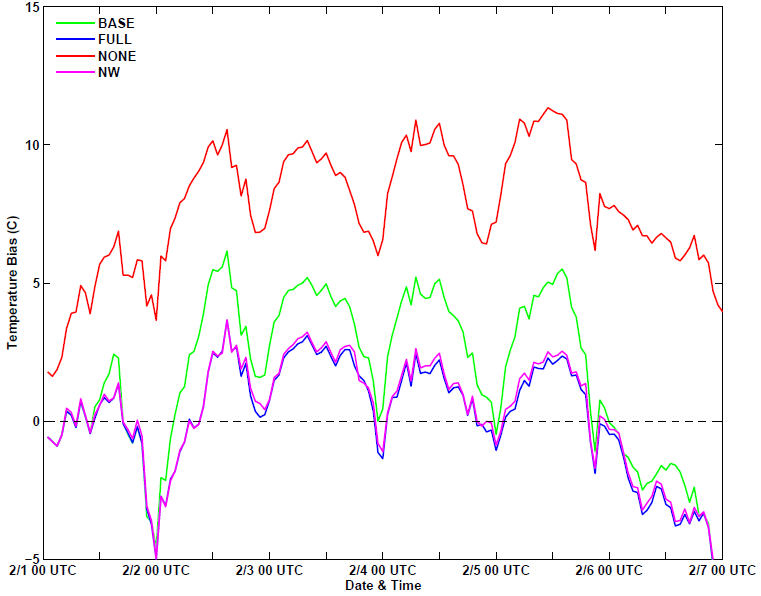 15
BASE
FULL
NONE
NW
10
5
0
-5
Temperature Bias (C)
2/1 00 UTC 2/2 00 UTC 2/3 00 UTC 2/4 00 UTC 2/5 00 UTC 2/6 00 UTC 2/7 00 UTC
Date & Time